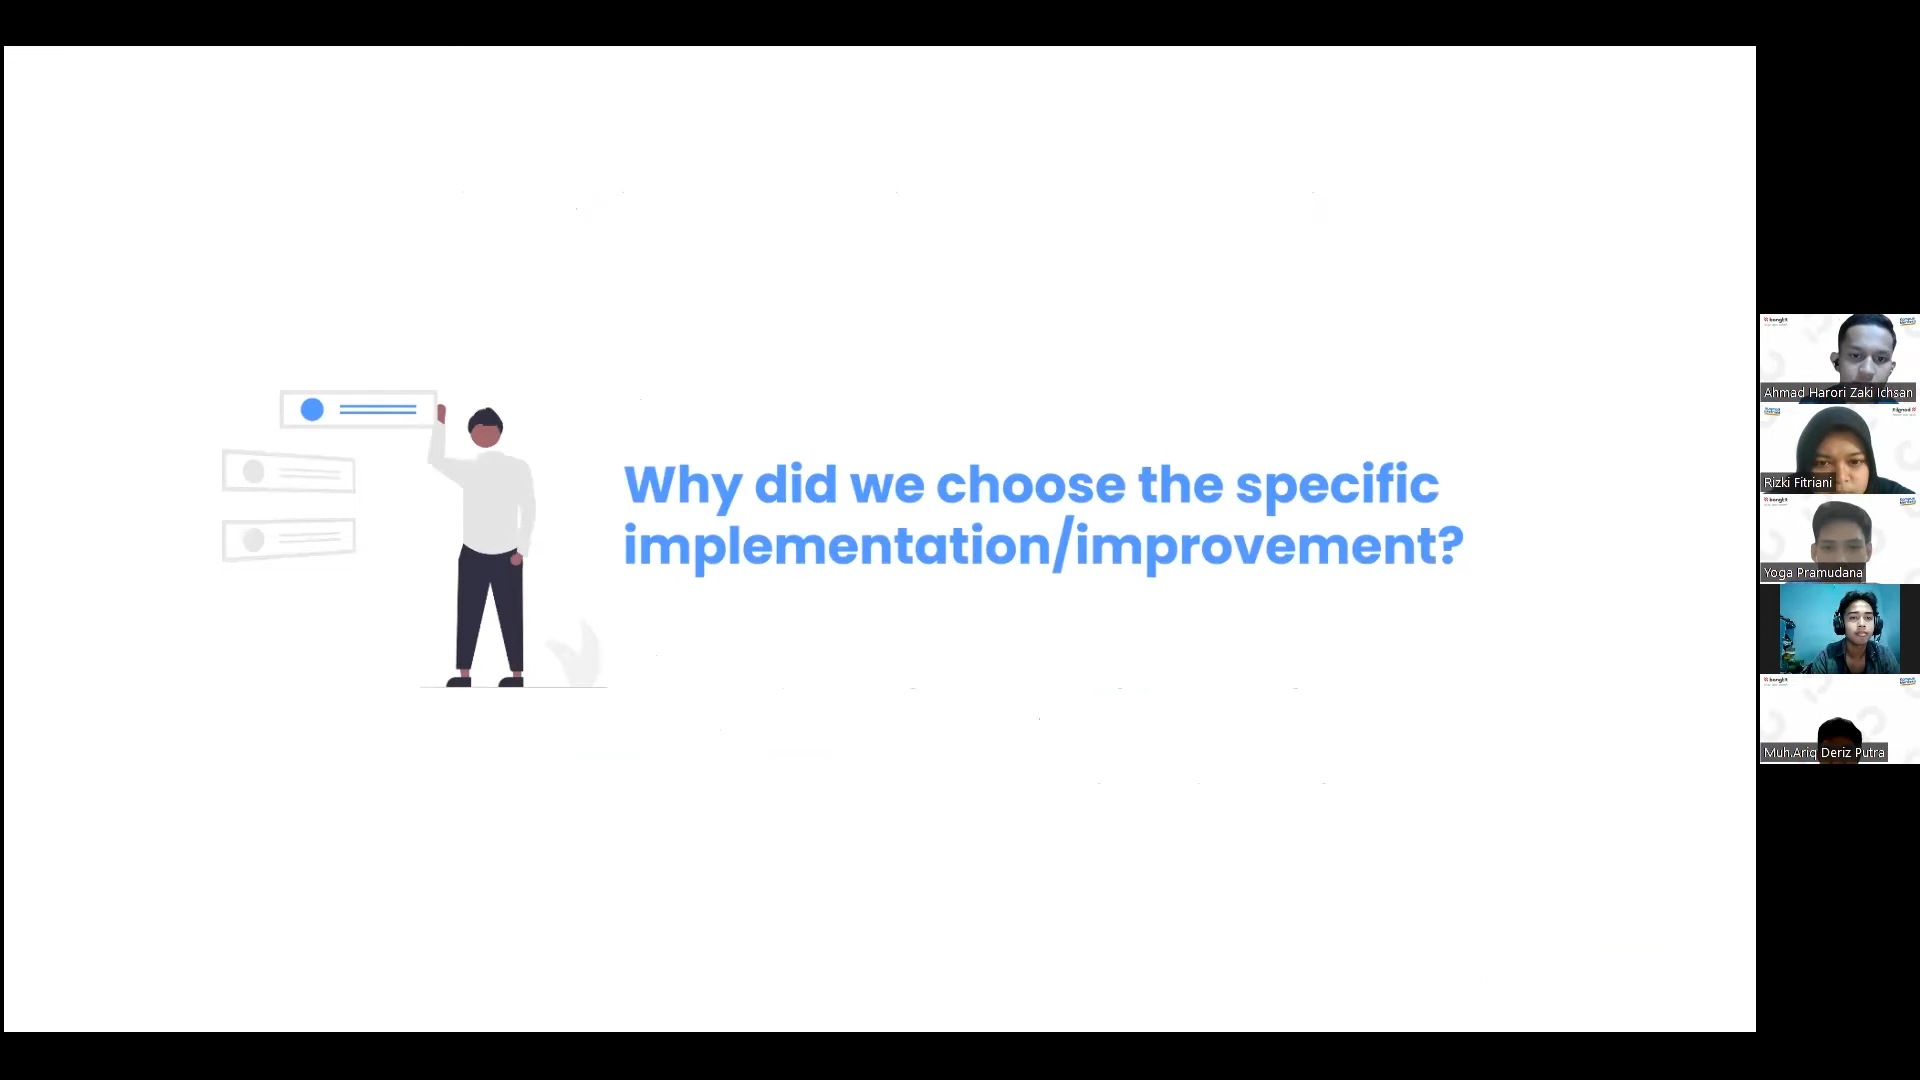 Why did we choose the specific
implementation/improvement?
Ahmad Harori Zaki Ichsan
Rizki Fitriani
Yoga Pramudana
Muh.Ariq Deriz Putra